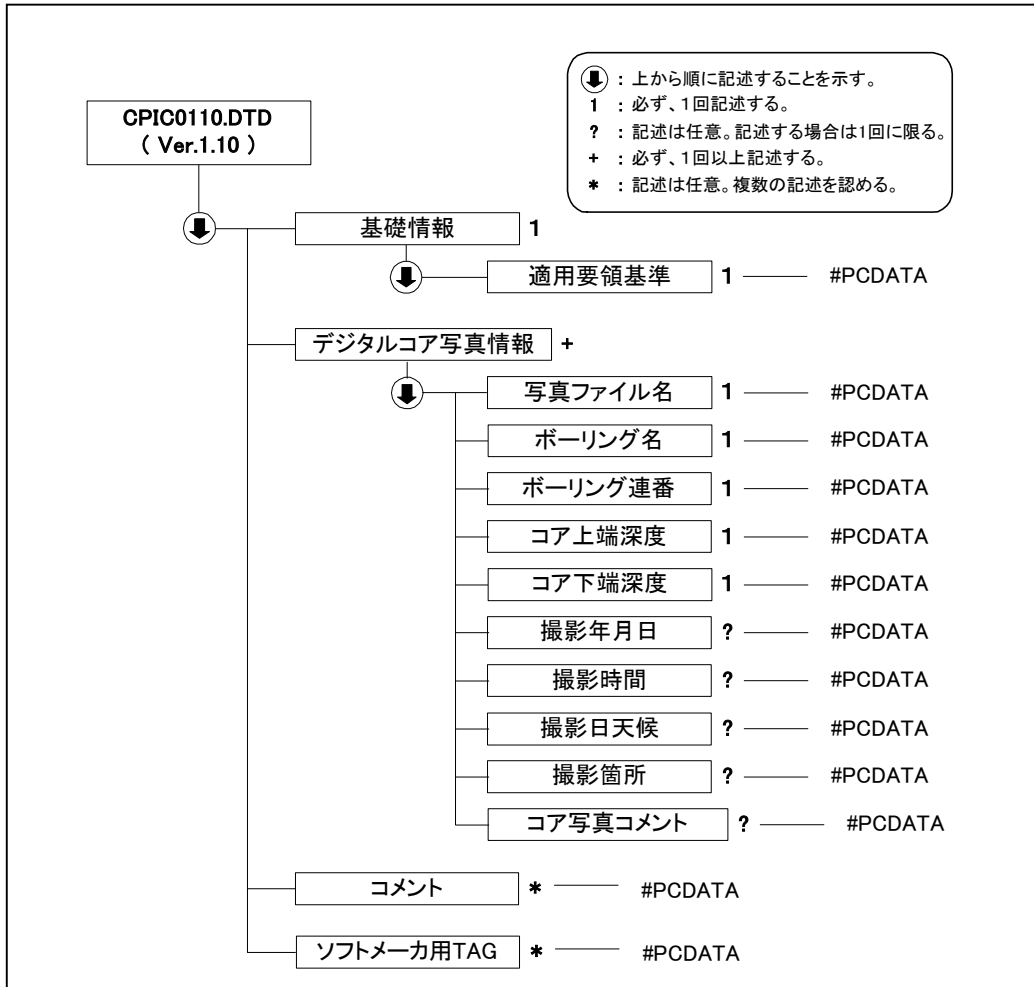 ⬇ : 上から順に記述することを示す。
1 : 必ず、1回記述する。
? : 記述は任意。記述する場合は1回に限る。
+ : 必ず、1回以上記述する。
* : 記述は任意。複数の記述を認める。
CPIC0110.DTD
( Ver.1.10 )
基礎情報 1
適用要領基準 1 #PCDATA
デジタルコア写真情報 +
写真ファイル名 1 #PCDATA
ボーリング名 1 #PCDATA
ボーリング連番 1 #PCDATA
コア上端深度 1 #PCDATA
コア下端深度 1 #PCDATA
撮影年月日 ? #PCDATA
撮影時間 ? #PCDATA
撮影日天候 ? #PCDATA
撮影箇所 ? #PCDATA
コア写真コメント ? #PCDATA
コメント * #PCDATA
ソフトメーカ用TAG * #PCDATA